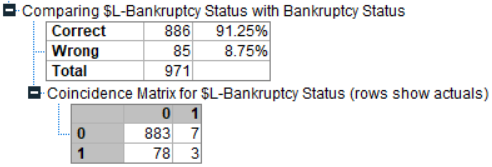 Comparing $L-Bankruptcy Status with Bankruptcy Status
Correct 886 91.25%
Wrong 85 8.75%
Total 971
Coincidence Matrix for $L-Bankruptcy Status (rows show actuals)
0 1
0 883 7
1 78 3